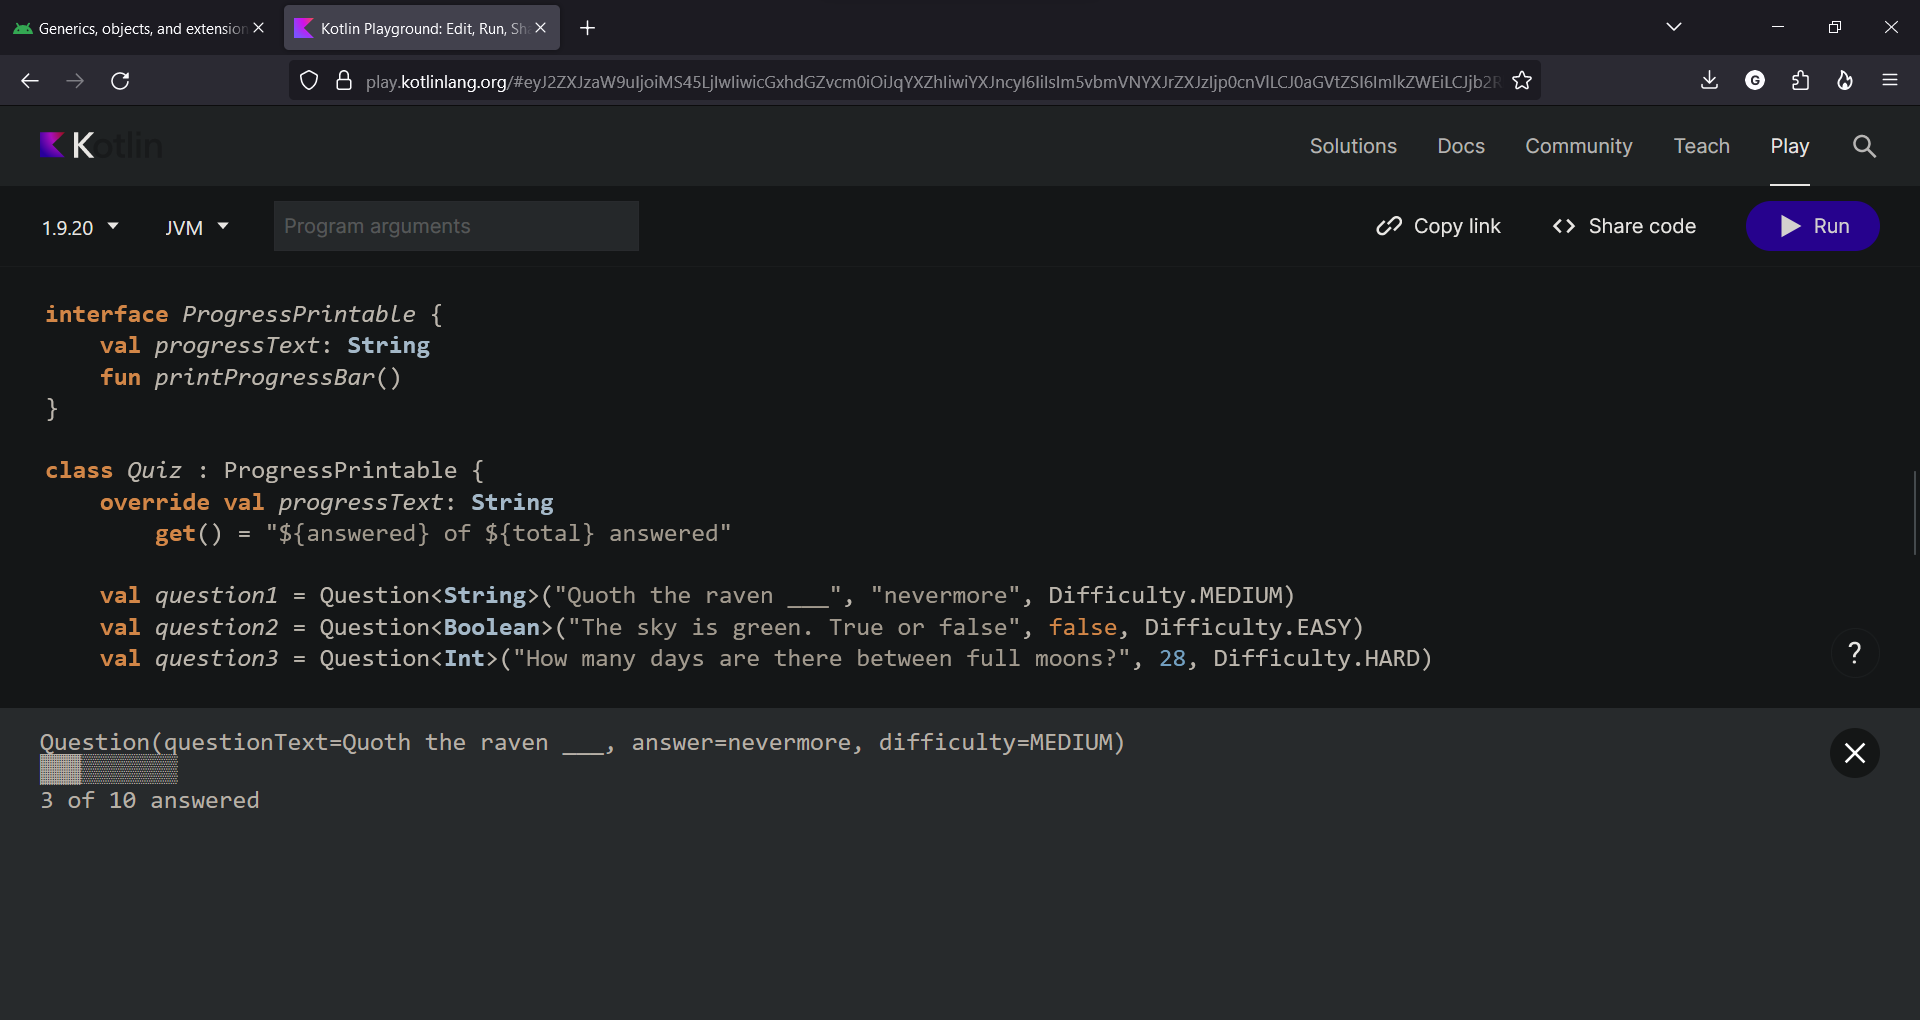 Generics, objects, and extension
Kotlin Playground: Edit, Run, Sh
play.kotlinlang.org/#
Kotlin
Solutions
Docs
Community
Teach
Play
1.9.20
JVM
Program arguments
Copy link
Share code
Run
interface ProgressPrintable {
    val progressText: String
    fun printProgressBar()
}
class Quiz : ProgressPrintable {
    override val progressText: String
        get() = "${answered} of ${total} answered"
    val question1 = Question<String>("Quoth the raven ___", "nevermore", Difficulty.MEDIUM)
    val question2 = Question<Boolean>("The sky is green. True or false", false, Difficulty.EASY)
    val question3 = Question<Int>("How many days are there between full moons?", 28, Difficulty.HARD)
?
Question(questionText=Quoth the raven ___, answer=nevermore, difficulty=MEDIUM)
▓▓▓▒▒▒▒▒▒▒
3 of 10 answered